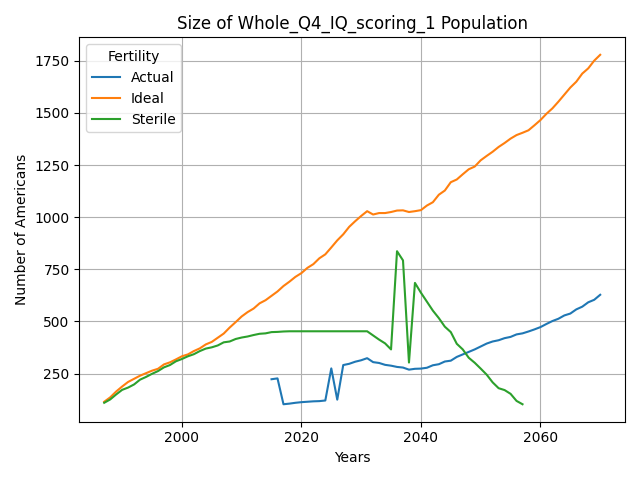 Size of Whole_Q4_IQ_scoring_1 Population
Fertility
Actual
Ideal
Sterile
Number of Americans
1750
1500
1250
1000
750
500
250
2000
2020
2040
2060
Years